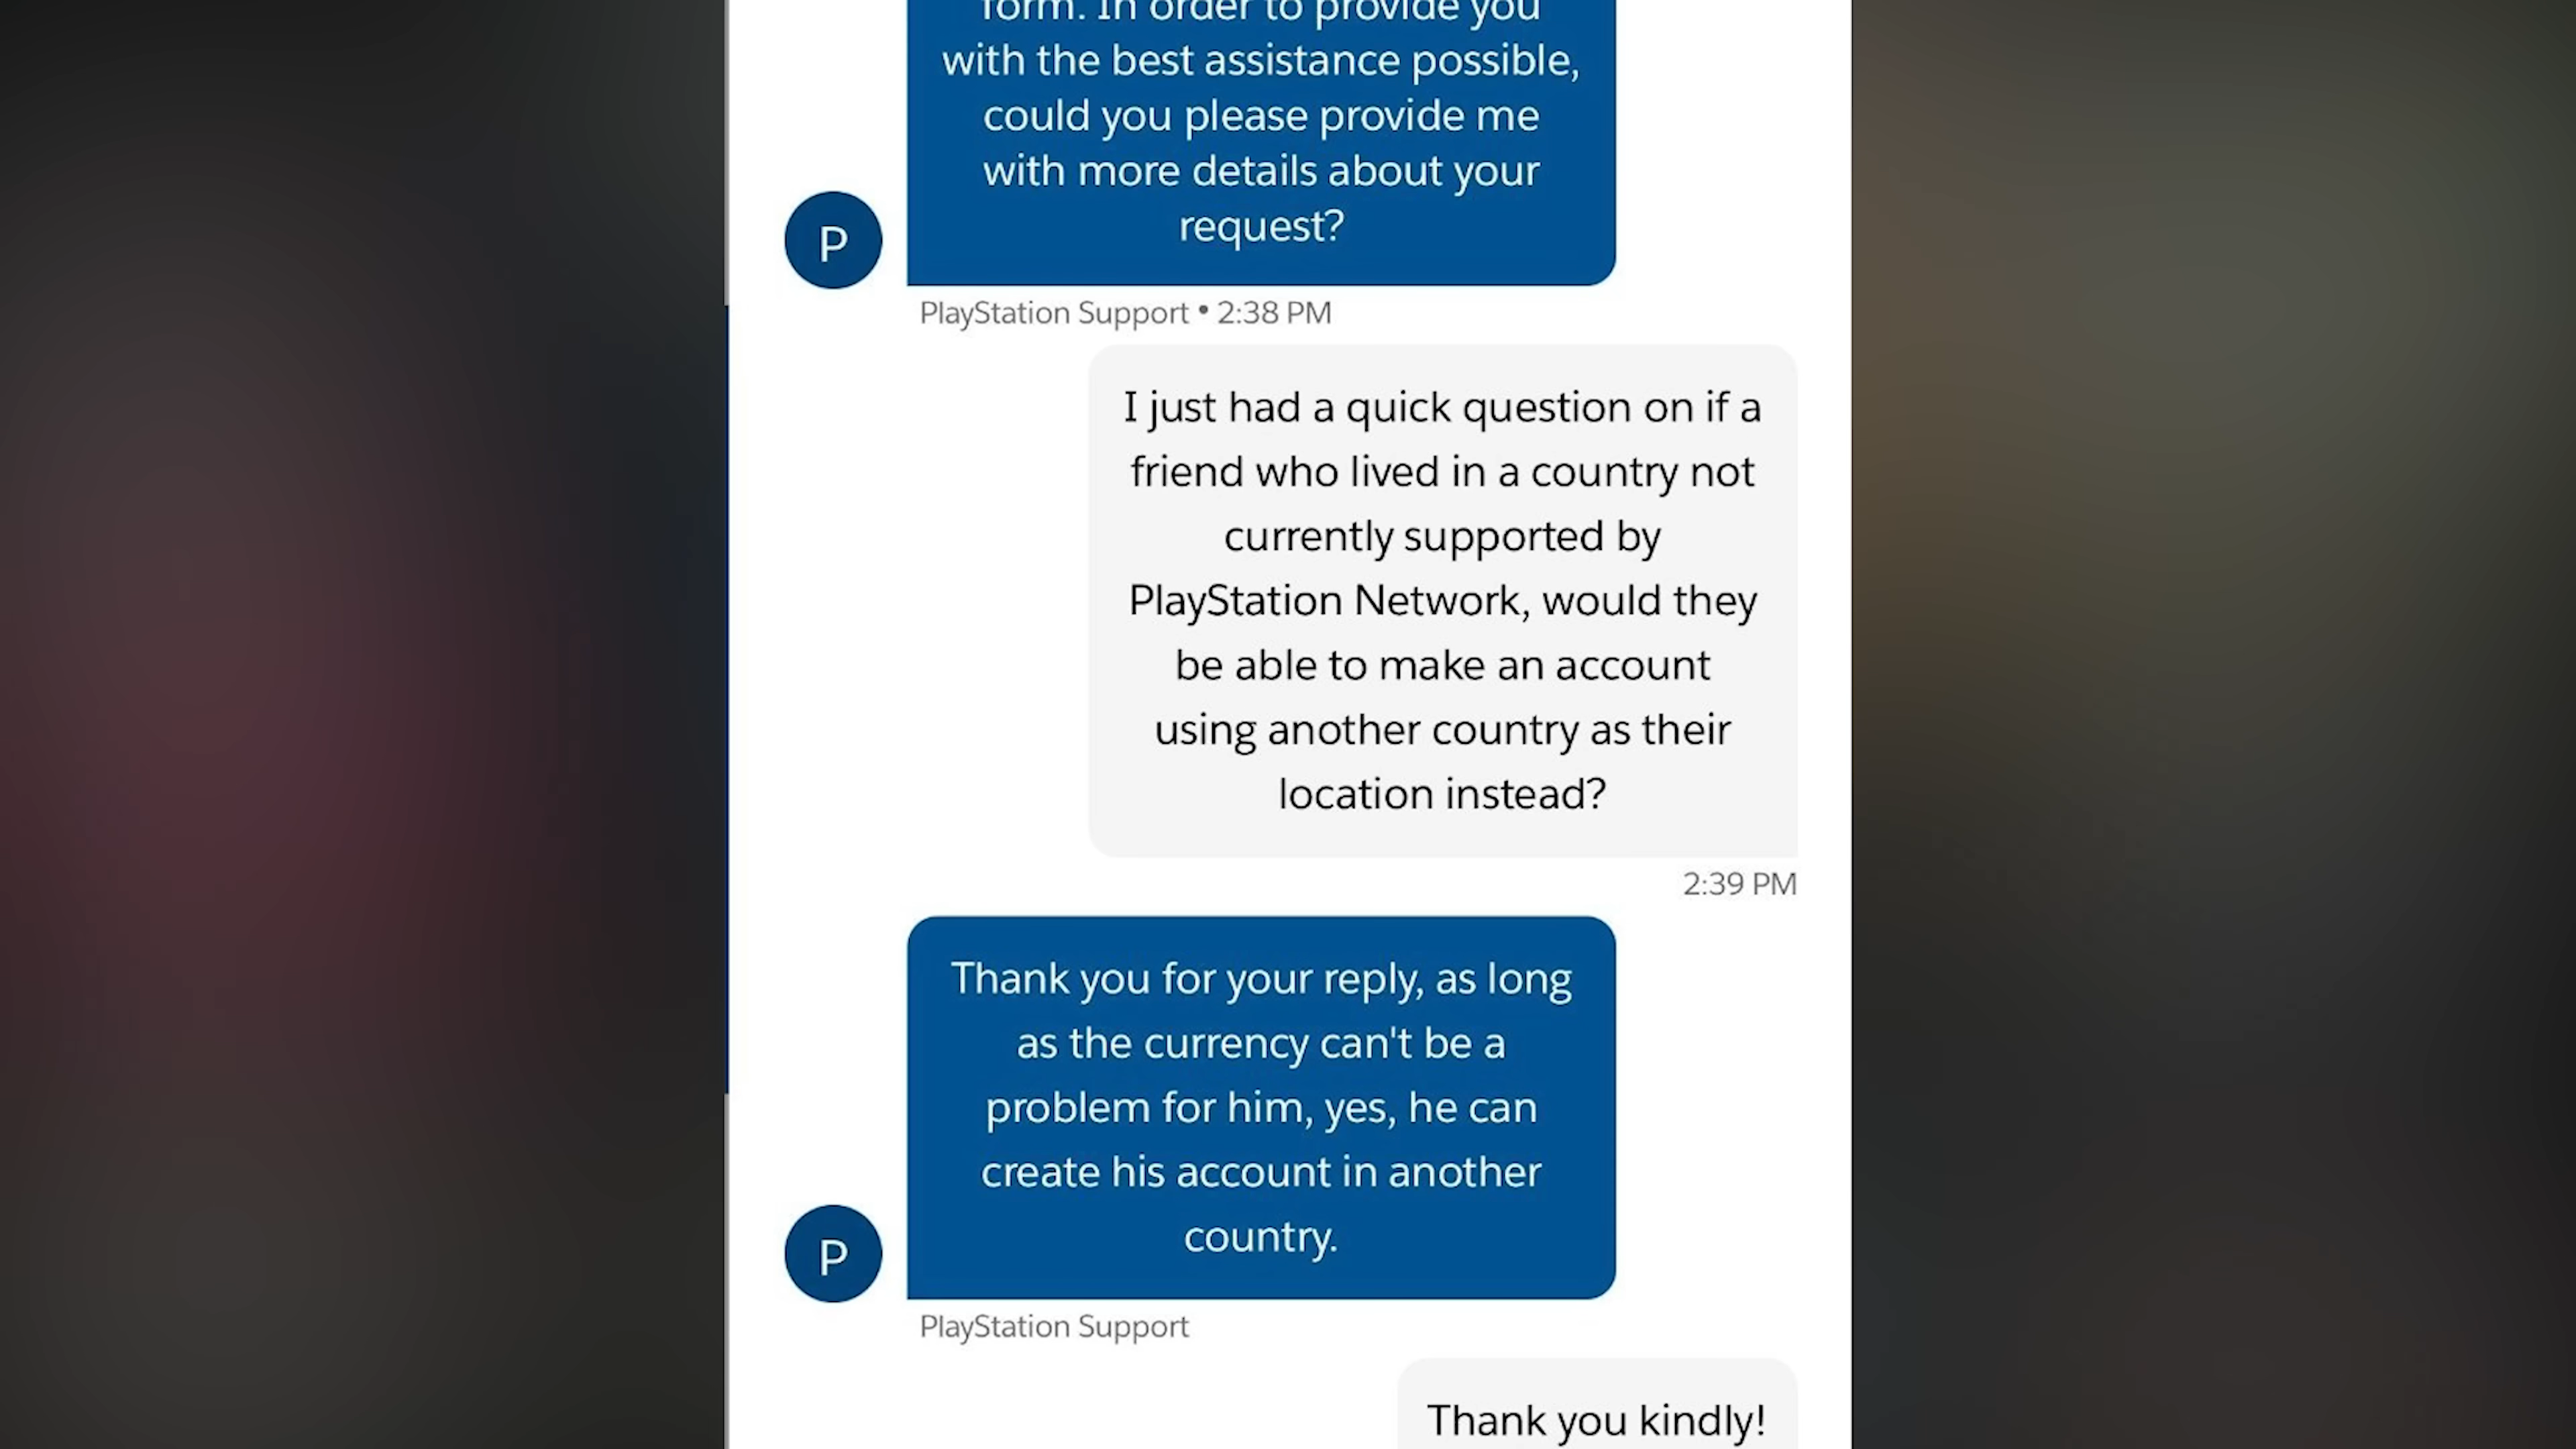 form. In order to provide you
with the best assistance possible,
could you please provide me
with more details about your
request?
P
PlayStation Support • 2:38 PM
I just had a quick question on if a
friend who lived in a country not
currently supported by
PlayStation Network, would they
be able to make an account
using another country as their
location instead?
2:39 PM
Thank you for your reply, as long
as the currency can't be a
problem for him, yes, he can
create his account in another
country.
P
PlayStation Support
Thank you kindly!